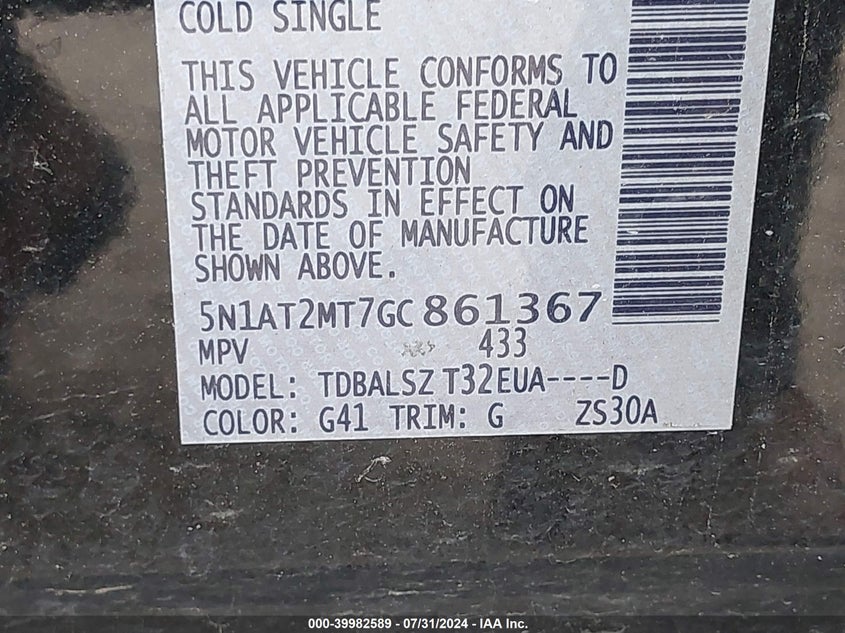 COLD SINGLE
THIS VEHICLE CONFORMS TO
ALL APPLICABLE FEDERAL
MOTOR VEHICLE SAFETY AND
THEFT PREVENTION
STANDARDS IN EFFECT ON
THE DATE OF MANUFACTURE
SHOWN ABOVE.
5N1AT2MT7GC861367
MPV 433
MODEL: TDBALSZ T32EUA----D
COLOR: G41 TRIM: G ZS30A
000-39982589 - 07/31/2024 - IAA Inc.